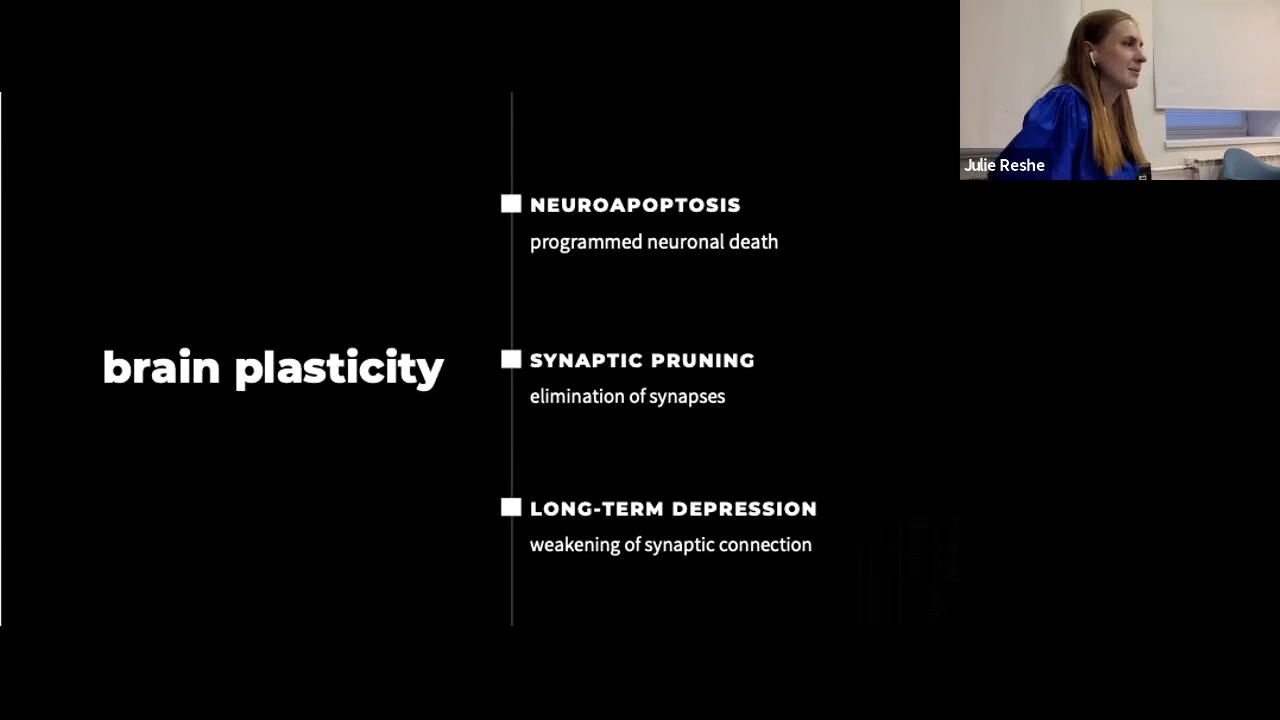 Julie Reshe
NEUROAPOPTOSIS
programmed neuronal death
brain plasticity
SYNAPTIC PRUNING
elimination of synapses
LONG-TERM DEPRESSION
weakening of synaptic connection